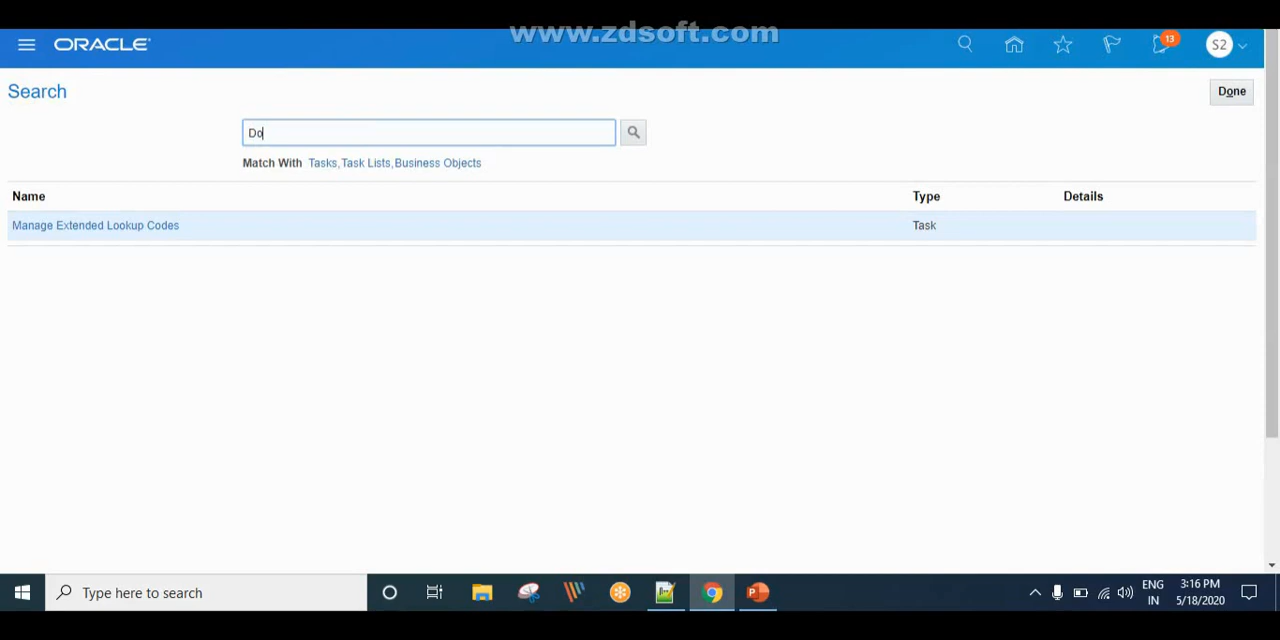 www.zdsoft.com
ORACLE
13
S2
Search
Done
Do
Match With Tasks, Task Lists, Business Objects
Name Type Details
Manage Extended Lookup Codes Task
Type here to search
ENG
IN
3:16 PM
5/18/2020